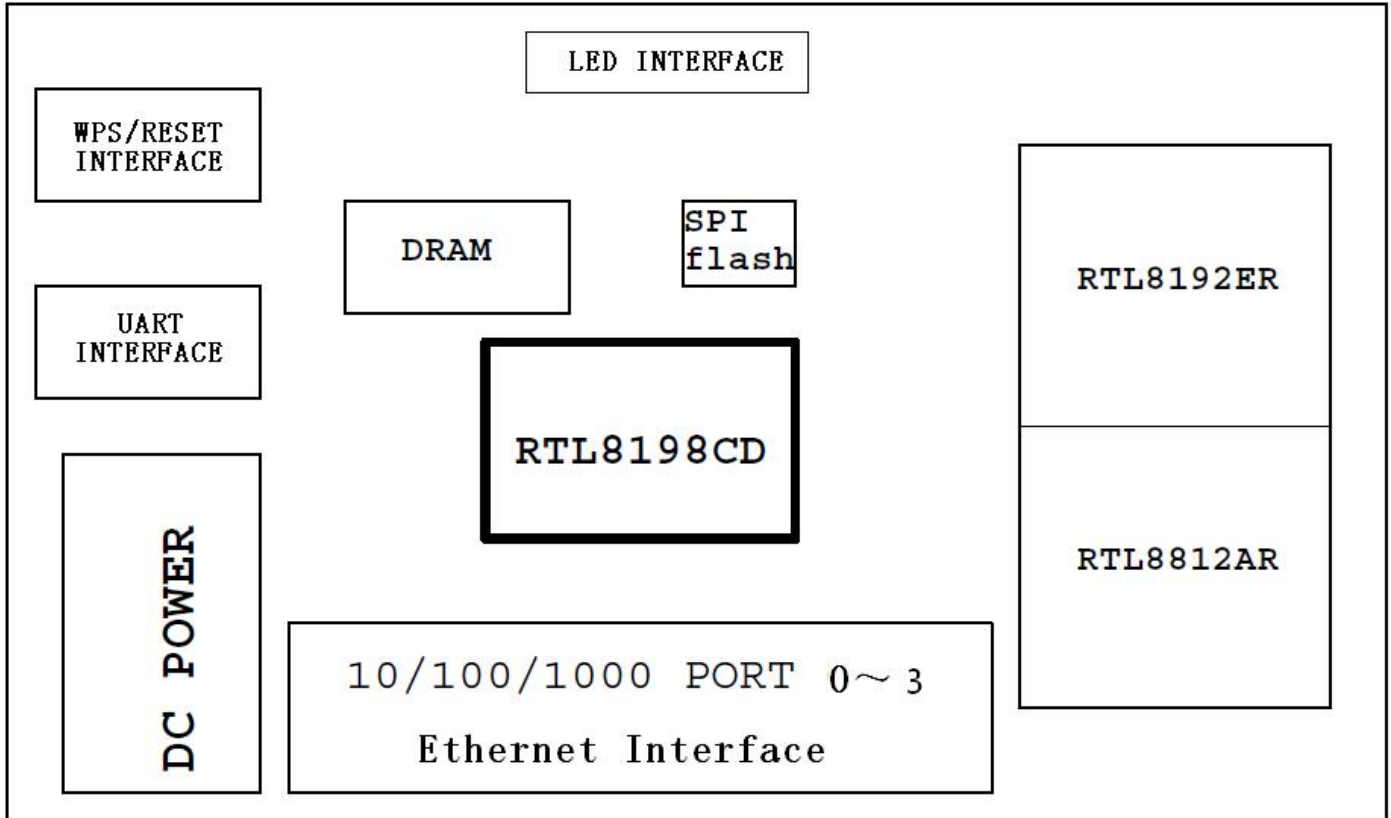 LED INTERFACE
WPS/RESET
INTERFACE
DRAM
SPI
flash
RTL8192ER
UART
INTERFACE
RTL8198CD
RTL8812AR
DC POWER
10/100/1000 PORT 0～3
Ethernet Interface